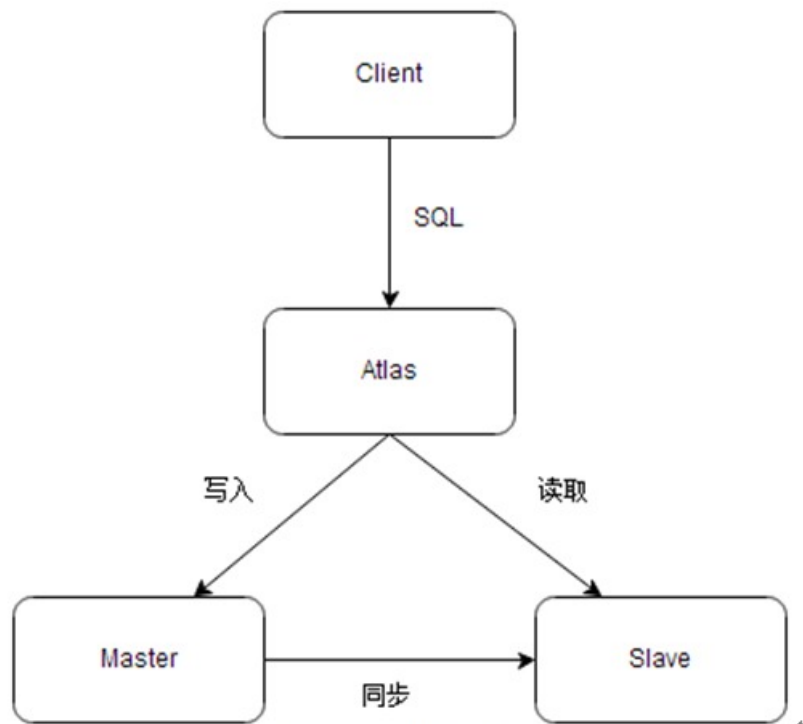 Client
SQL
Atlas
写入
读取
Master
Slave
同步